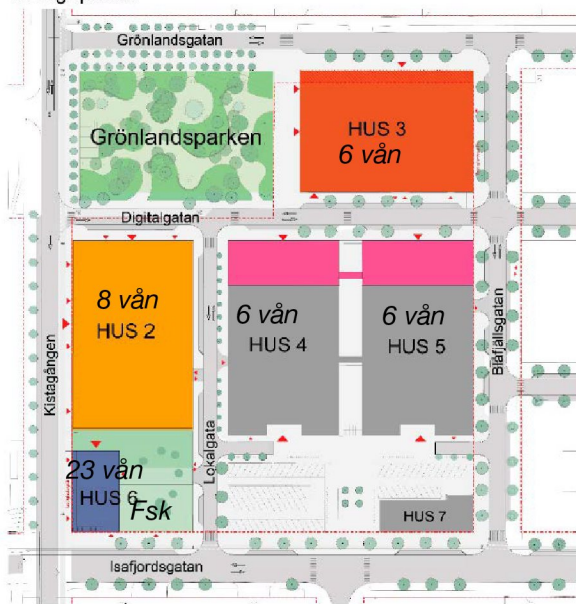 Grönlandsgatan
Grönlandsparken
HUS 3
6 vån
Digitalgatan
8 vån
HUS 2
6 vån
HUS 4
6 vån
HUS 5
Kistagången
Lokalgata
Blåfjällsgatan
23 vån
HUS 6
Fsk
HUS 7
Isafjordsgatan